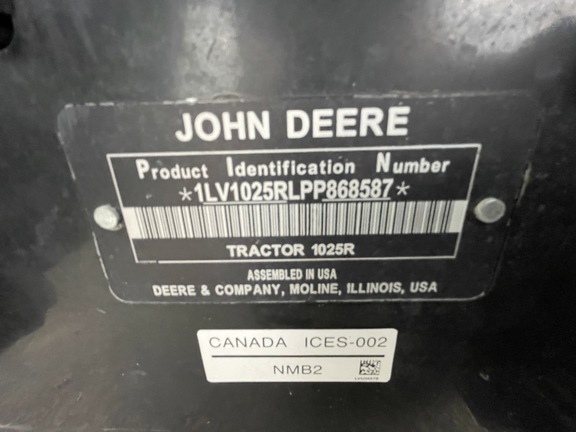 JOHN DEERE
Product Identification Number
*1LV1025RLPP868587*
TRACTOR 1025R
ASSEMBLED IN USA
DEERE & COMPANY, MOLINE, ILLINOIS, USA
CANADA ICES-002
NMB2